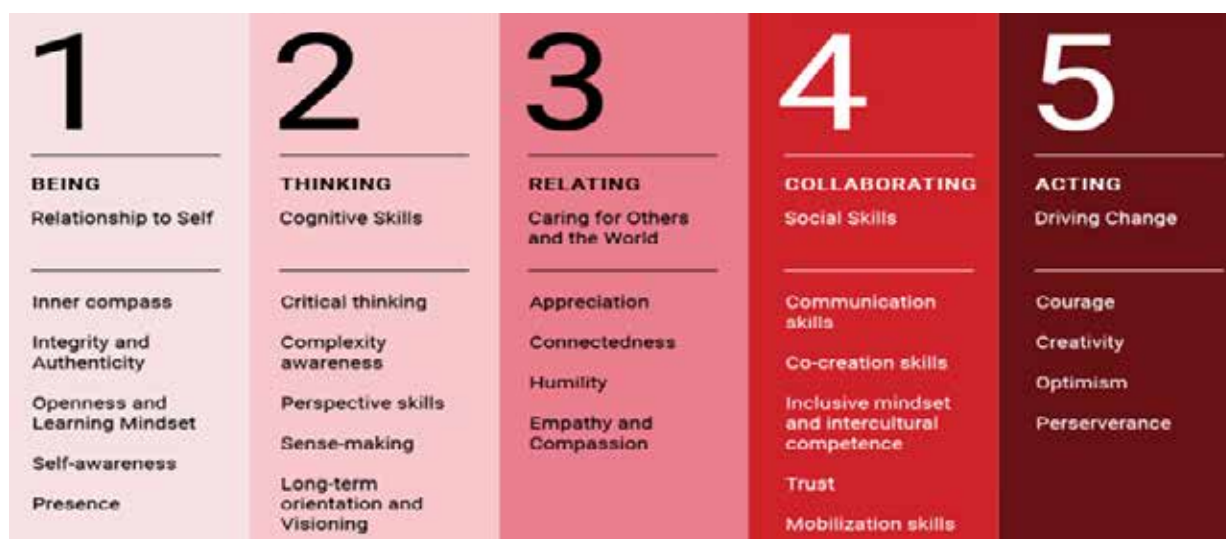 1
BEING
Relationship to Self
Inner compass
Integrity and
Authenticity
Openness and
Learning Mindset
Self-awareness
Presence
2
THINKING
Cognitive Skills
Critical thinking
Complexity
awareness
Perspective skills
Sense-making
Long-term
orientation and
Visioning
3
RELATING
Caring for Others
and the World
Appreciation
Connectedness
Humility
Empathy and
Compassion
4
COLLABORATING
Social Skills
Communication
skills
Co-creation skills
Inclusive mindset
and intercultural
competence
Trust
Mobilization skills
5
ACTING
Driving Change
Courage
Creativity
Optimism
Perserverance